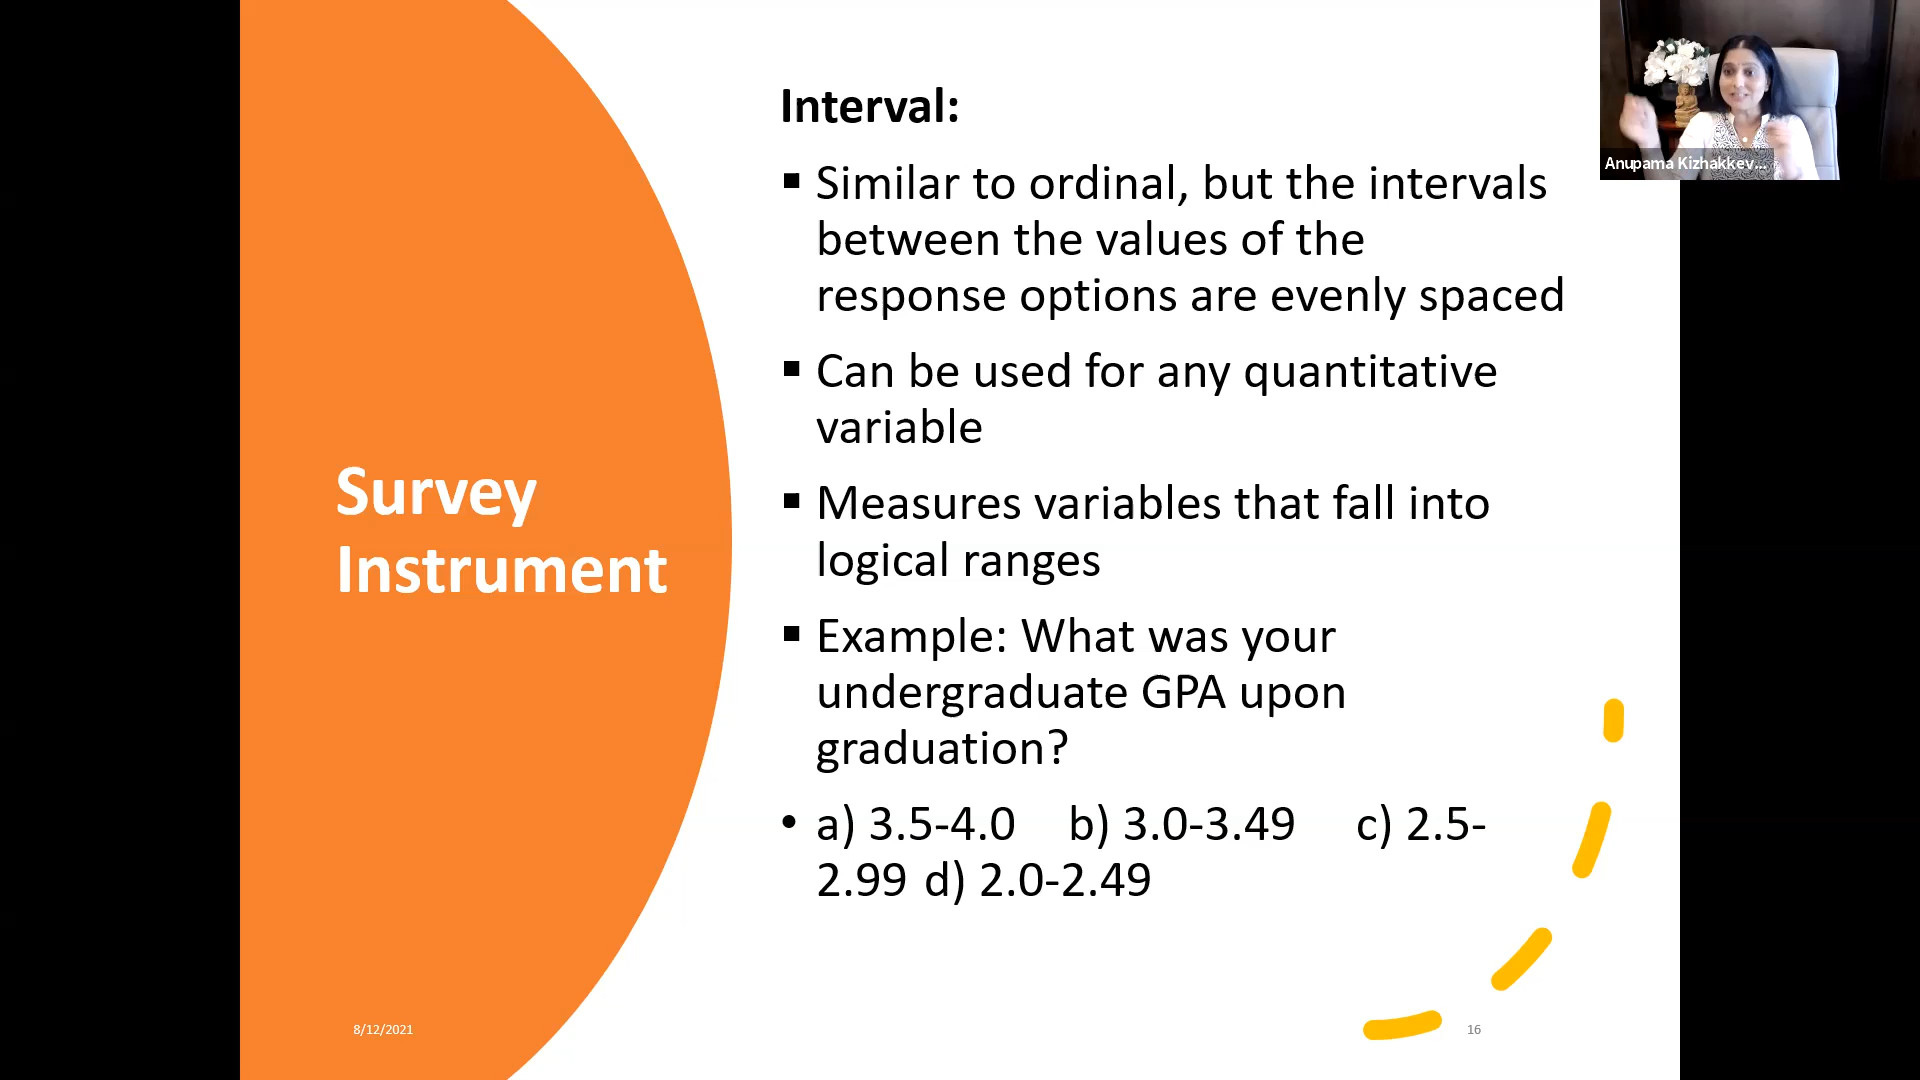 Survey
Instrument
Interval:
▪ Similar to ordinal, but the intervals
between the values of the
response options are evenly spaced
▪ Can be used for any quantitative
variable
▪ Measures variables that fall into
logical ranges
▪ Example: What was your
undergraduate GPA upon
graduation?
• a) 3.5-4.0 b) 3.0-3.49 c) 2.5-
2.99 d) 2.0-2.49
Anupama Kizhakkev...
8/12/2021
16